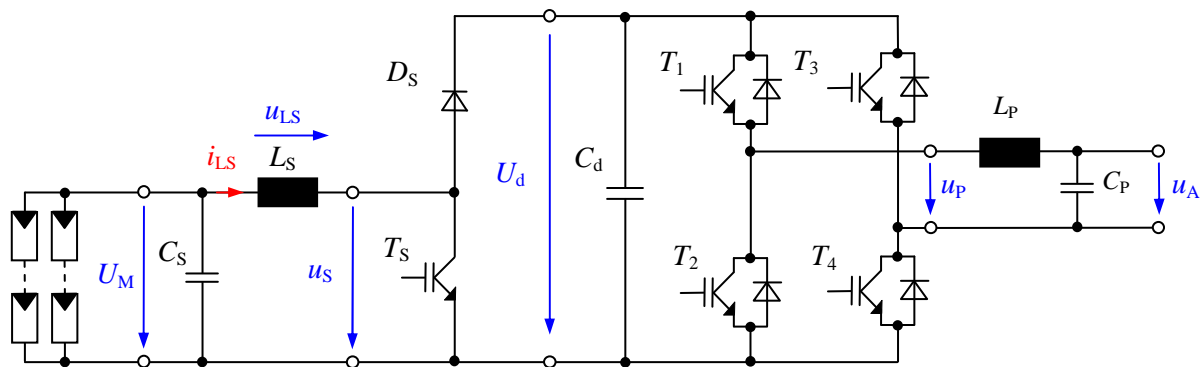 D_S
T_1
T_3
u_LS
L_P
i_LS
L_S
U_d
C_d
u_P
C_P
u_A
U_M
C_S
u_S
T_S
T_2
T_4